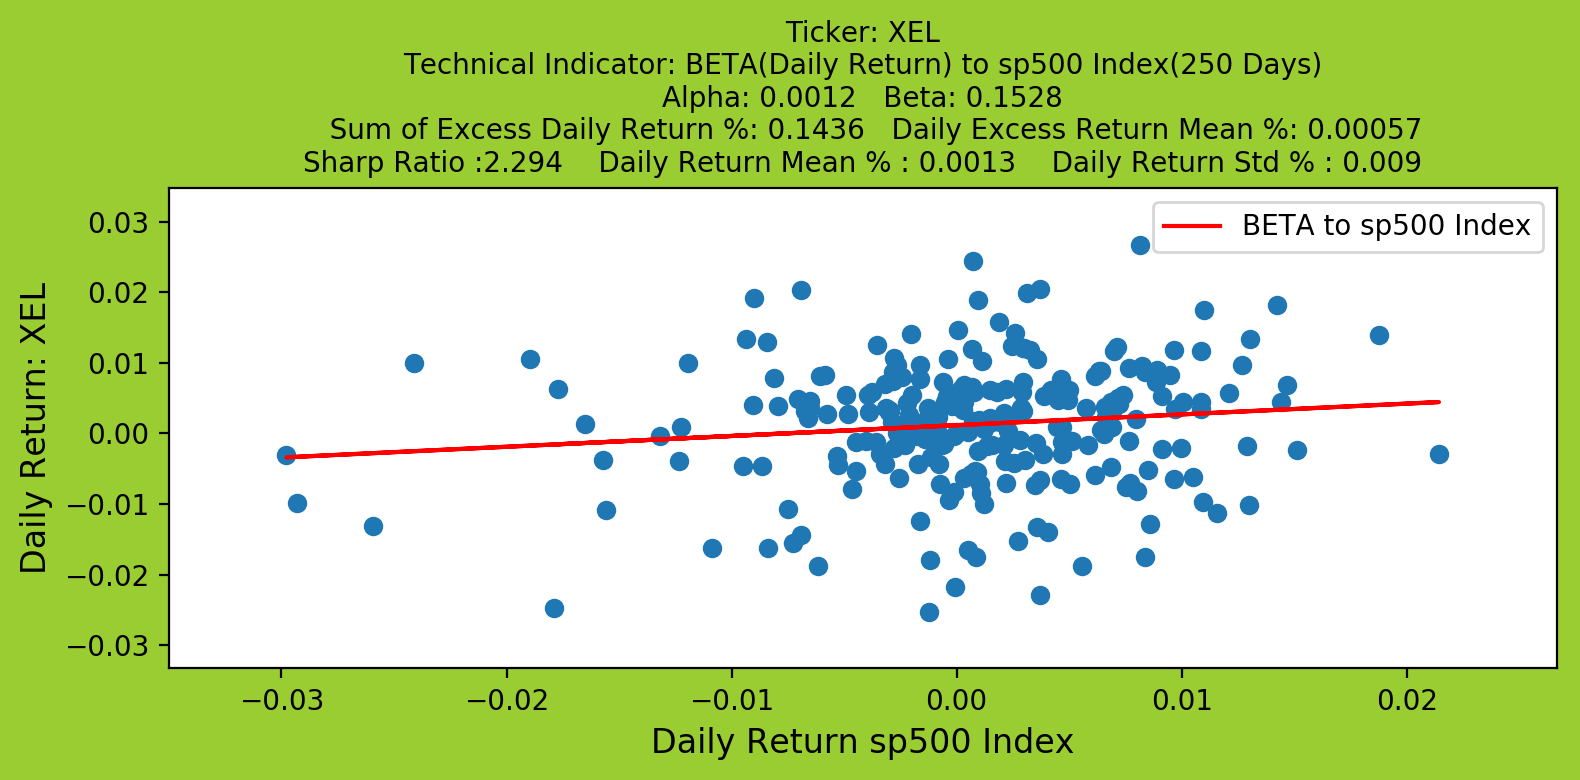 Ticker: XEL
Technical Indicator: BETA(Daily Return) to sp500 Index(250 Days)
Alpha: 0.0012 Beta: 0.1528
Sum of Excess Daily Return %: 0.1436 Daily Excess Return Mean %: 0.00057
Sharp Ratio :2.294 Daily Return Mean % : 0.0013 Daily Return Std % : 0.009
BETA to sp500 Index
Daily Return: XEL
0.03
0.02
0.01
0.00
−0.01
−0.02
−0.03
−0.03 −0.02 −0.01 0.00 0.01 0.02
Daily Return sp500 Index